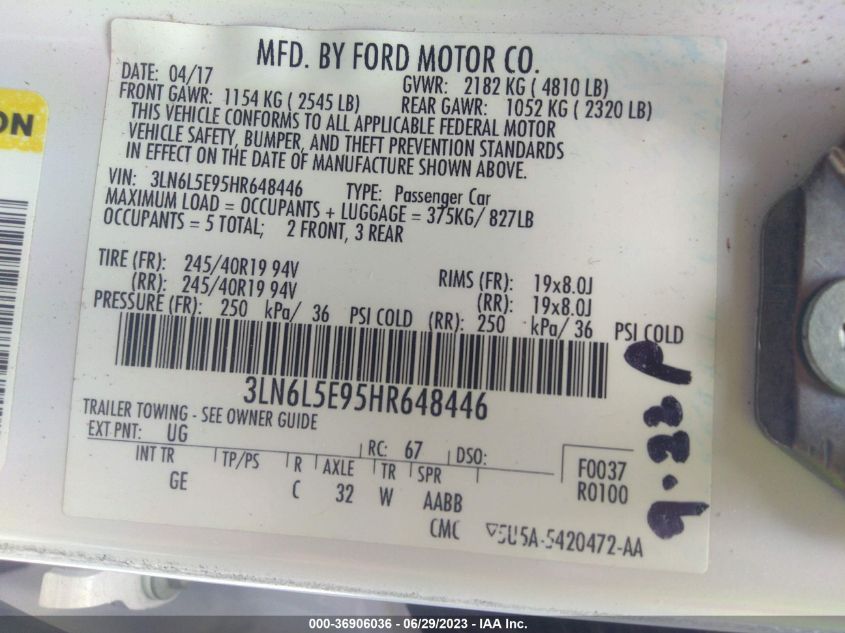 MFD. BY FORD MOTOR CO.
DATE: 04/17 GVWR: 2182 KG ( 4810 LB)
FRONT GAWR: 1154 KG ( 2545 LB) REAR GAWR: 1052 KG ( 2320 LB)
THIS VEHICLE CONFORMS TO ALL APPLICABLE FEDERAL MOTOR
VEHICLE SAFETY, BUMPER, AND THEFT PREVENTION STANDARDS
IN EFFECT ON THE DATE OF MANUFACTURE SHOWN ABOVE.
VIN: 3LN6L5E95HR648446 TYPE: Passenger Car
MAXIMUM LOAD = OCCUPANTS + LUGGAGE = 375KG/ 827LB
OCCUPANTS = 5 TOTAL; 2 FRONT, 3 REAR
TIRE (FR): 245/40R19 94V RIMS (FR): 19x8.0J
(RR): 245/40R19 94V (RR): 19x8.0J
PRESSURE (FR): 250 kPa/ 36 PSI COLD (RR): 250 kPa/ 36 PSI COLD
3LN6L5E95HR648446
TRAILER TOWING - SEE OWNER GUIDE
EXT PNT: UG RC: 67 DSO:
INT TR TP/PS R AXLE TR SPR F0037
GE C 32 W AABB R0100
CMC 5U5A-5420472-AA
ON
000-36906036 - 06/29/2023 - IAA Inc.